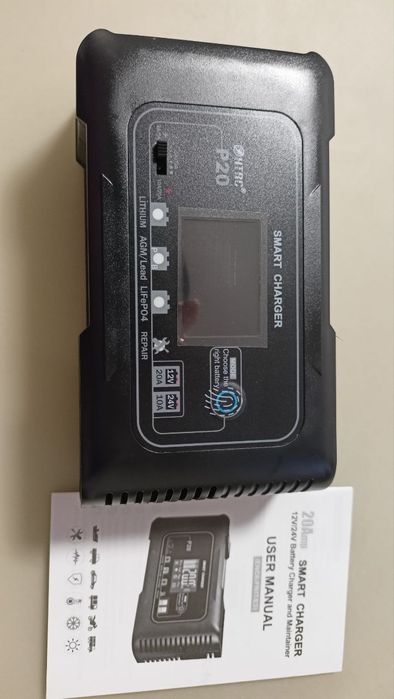 HTRC
P20
SMART CHARGER
LiTHIUM
AGM/Lead
LiFePO4
REPAIR
12V
20A
24V
10A
Choose the
right battery
20Amp
SMART CHARGER
12V/24V Battery Charger and Maintainer
USER MANUAL